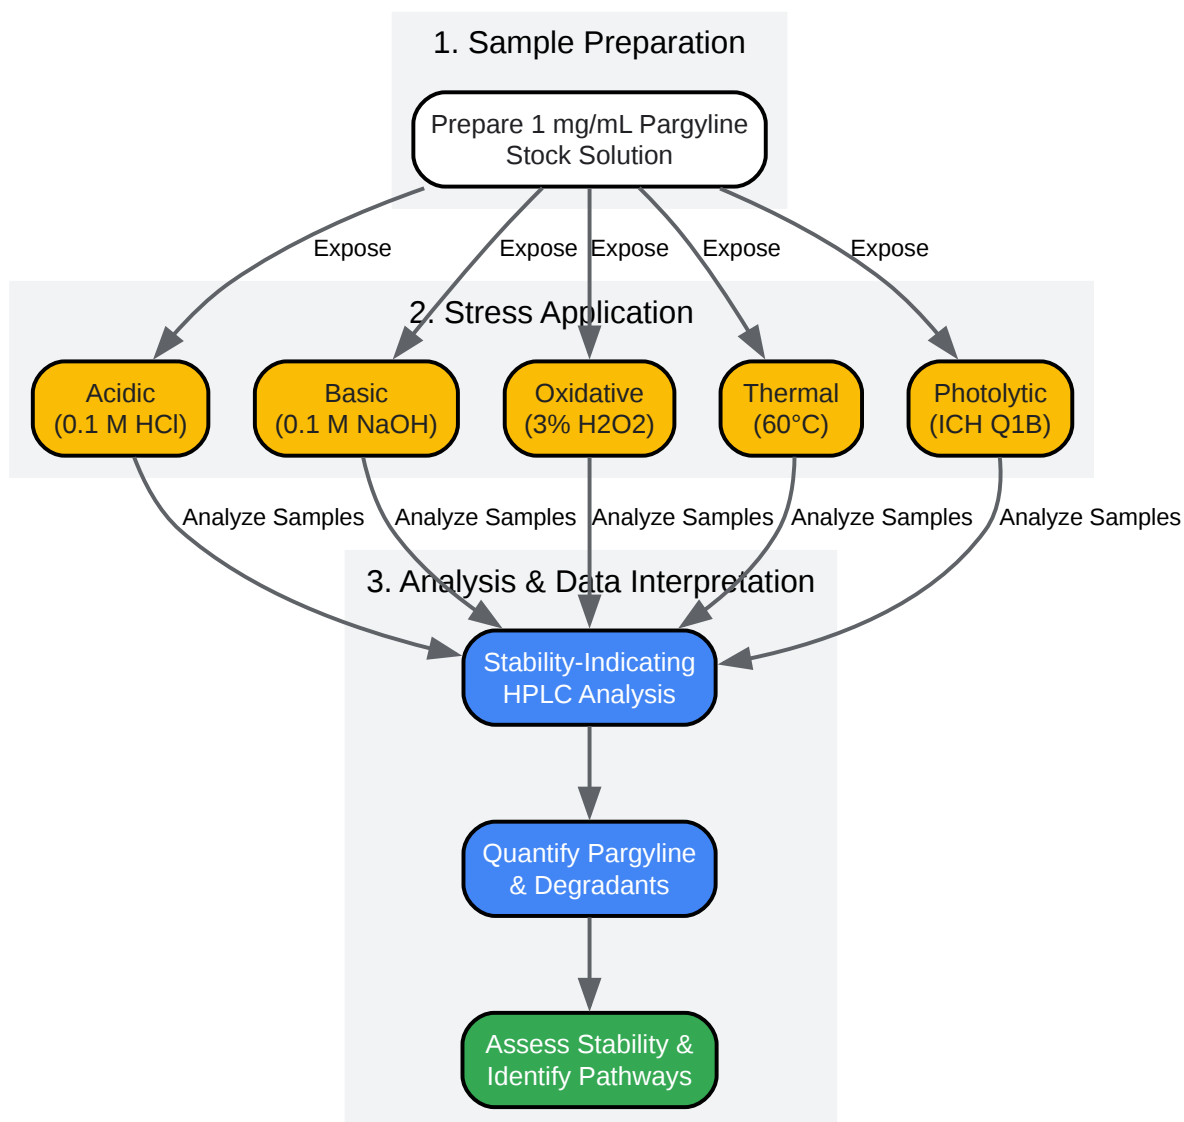 1. Sample Preparation
Prepare 1 mg/mL Pargyline
Stock Solution
Expose
Expose
Expose
Expose
Expose
2. Stress Application
Acidic
(0.1 M HCl)
Basic
(0.1 M NaOH)
Oxidative
(3% H2O2)
Thermal
(60°C)
Photolytic
(ICH Q1B)
Analyze Samples
Analyze Samples
Analyze Samples
Analyze Samples
Analyze Samples
3. Analysis & Data Interpretation
Stability-Indicating
HPLC Analysis
Quantify Pargyline
& Degradants
Assess Stability &
Identify Pathways